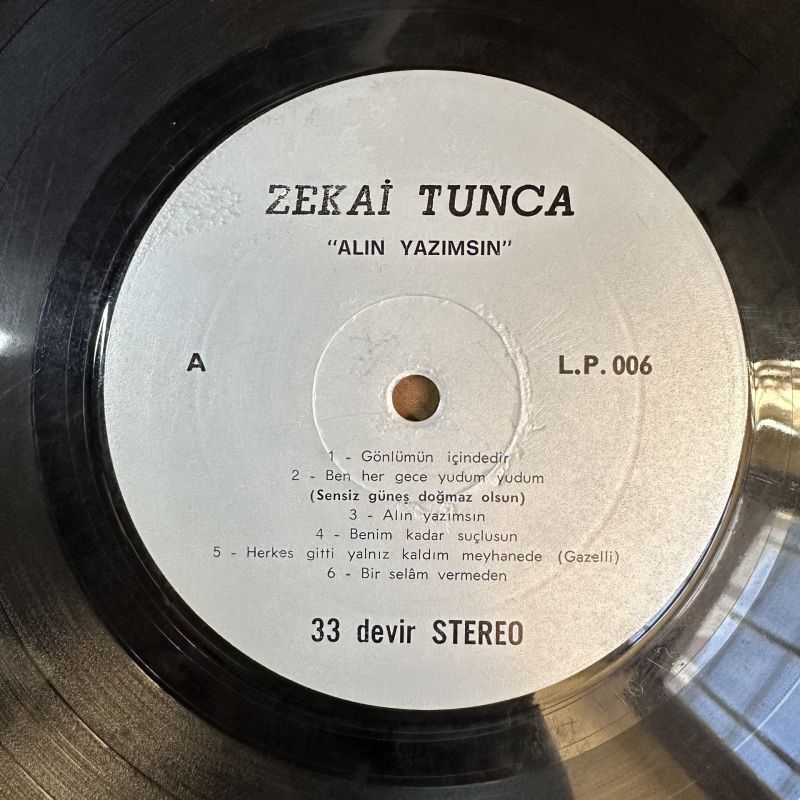 ZEKAİ TUNCA
"ALIN YAZIMSIN"
A
L.P. 006
1 - Gönlümün içindedir
2 - Ben her gece yudum yudum
(Sensiz güneş doğmaz olsun)
3 - Alın yazımsın
4 - Benim kadar suçlusun
5 - Herkes gitti yalnız kaldım meyhanede (Gazelli)
6 - Bir selâm vermeden
33 devir STEREO